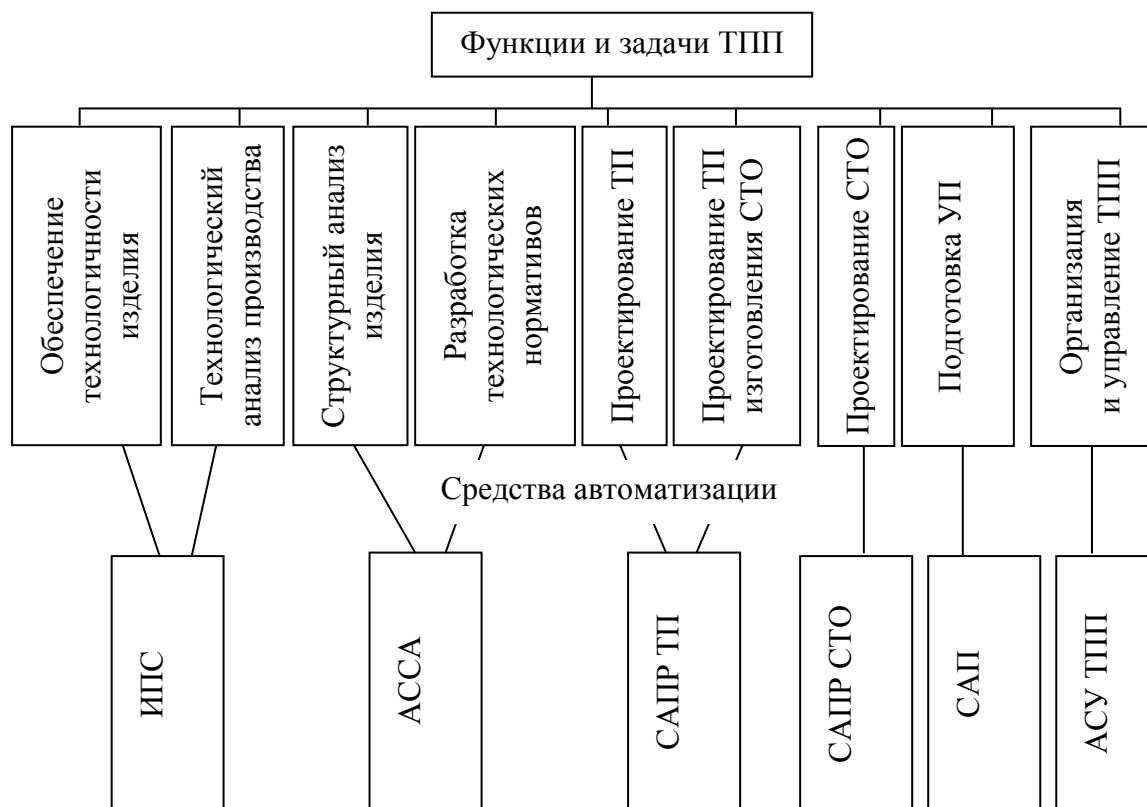 Функции и задачи ТПП
Обеспечение
технологичности
изделия
Технологический
анализ производства
Структурный анализ
изделия
Разработка
технологических
нормативов
Проектирование ТП
Проектирование ТП
изготовления СТО
Проектирование СТО
Подготовка УП
Организация
и управление ТПП
Средства автоматизации
ИПС
АССА
САПР ТП
САПР СТО
САП
АСУ ТПП